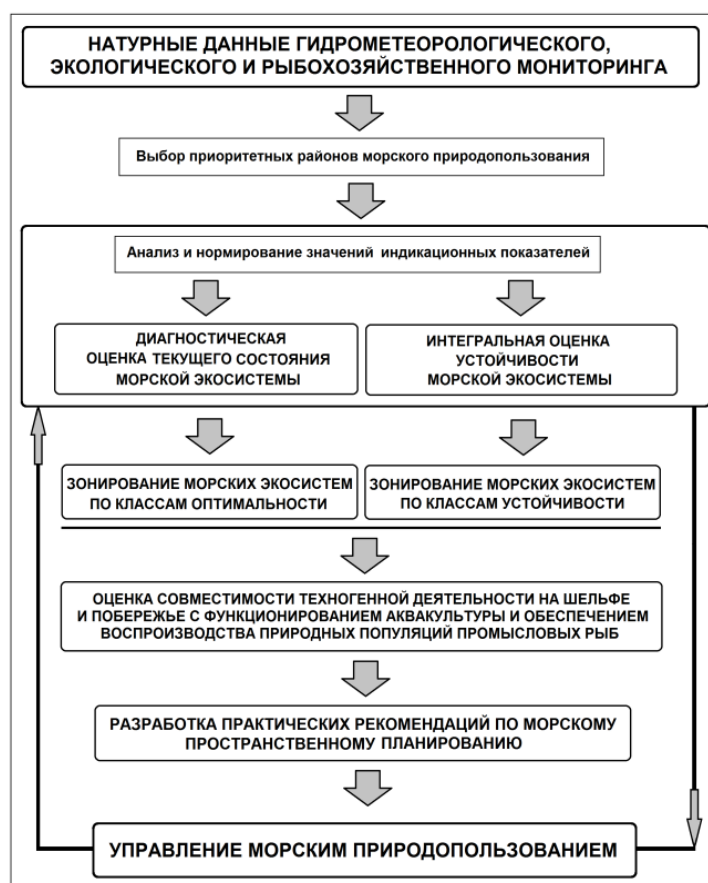 НАТУРНЫЕ ДАННЫЕ ГИДРОМЕТЕОРОЛОГИЧЕСКОГО,
ЭКОЛОГИЧЕСКОГО И РЫБОХОЗЯЙСТВЕННОГО МОНИТОРИНГА
Выбор приоритетных районов морского природопользования
Анализ и нормирование значений индикационных показателей
ДИАГНОСТИЧЕСКАЯ
ОЦЕНКА ТЕКУЩЕГО СОСТОЯНИЯ
МОРСКОЙ ЭКОСИСТЕМЫ
ИНТЕГРАЛЬНАЯ ОЦЕНКА
УСТОЙЧИВОСТИ
МОРСКОЙ ЭКОСИСТЕМЫ
ЗОНИРОВАНИЕ МОРСКИХ ЭКОСИСТЕМ
ПО КЛАССАМ ОПТИМАЛЬНОСТИ
ЗОНИРОВАНИЕ МОРСКИХ ЭКОСИСТЕМ
ПО КЛАССАМ УСТОЙЧИВОСТИ
ОЦЕНКА СОВМЕСТИМОСТИ ТЕХНОГЕННОЙ ДЕЯТЕЛЬНОСТИ НА ШЕЛЬФЕ
И ПОБЕРЕЖЬЕ С ФУНКЦИОНИРОВАНИЕМ АКВАКУЛЬТУРЫ И ОБЕСПЕЧЕНИЕМ
ВОСПРОИЗВОДСТВА ПРИРОДНЫХ ПОПУЛЯЦИЙ ПРОМЫСЛОВЫХ РЫБ
РАЗРАБОТКА ПРАКТИЧЕСКИХ РЕКОМЕНДАЦИЙ ПО МОРСКОМУ
ПРОСТРАНСТВЕННОМУ ПЛАНИРОВАНИЮ
УПРАВЛЕНИЕ МОРСКИМ ПРИРОДОПОЛЬЗОВАНИЕМ